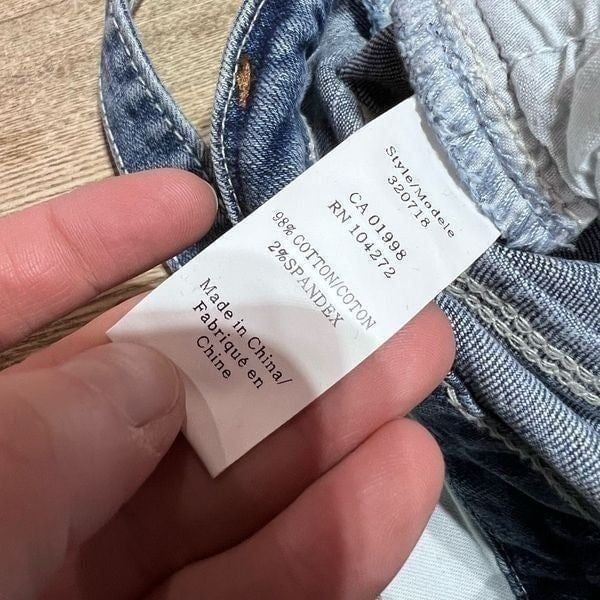 Style/Modele
320718
CA 01998
RN 104272
98% COTTON/COTON
2%SPANDEX
Made in China/
Fabriqué en
Chine